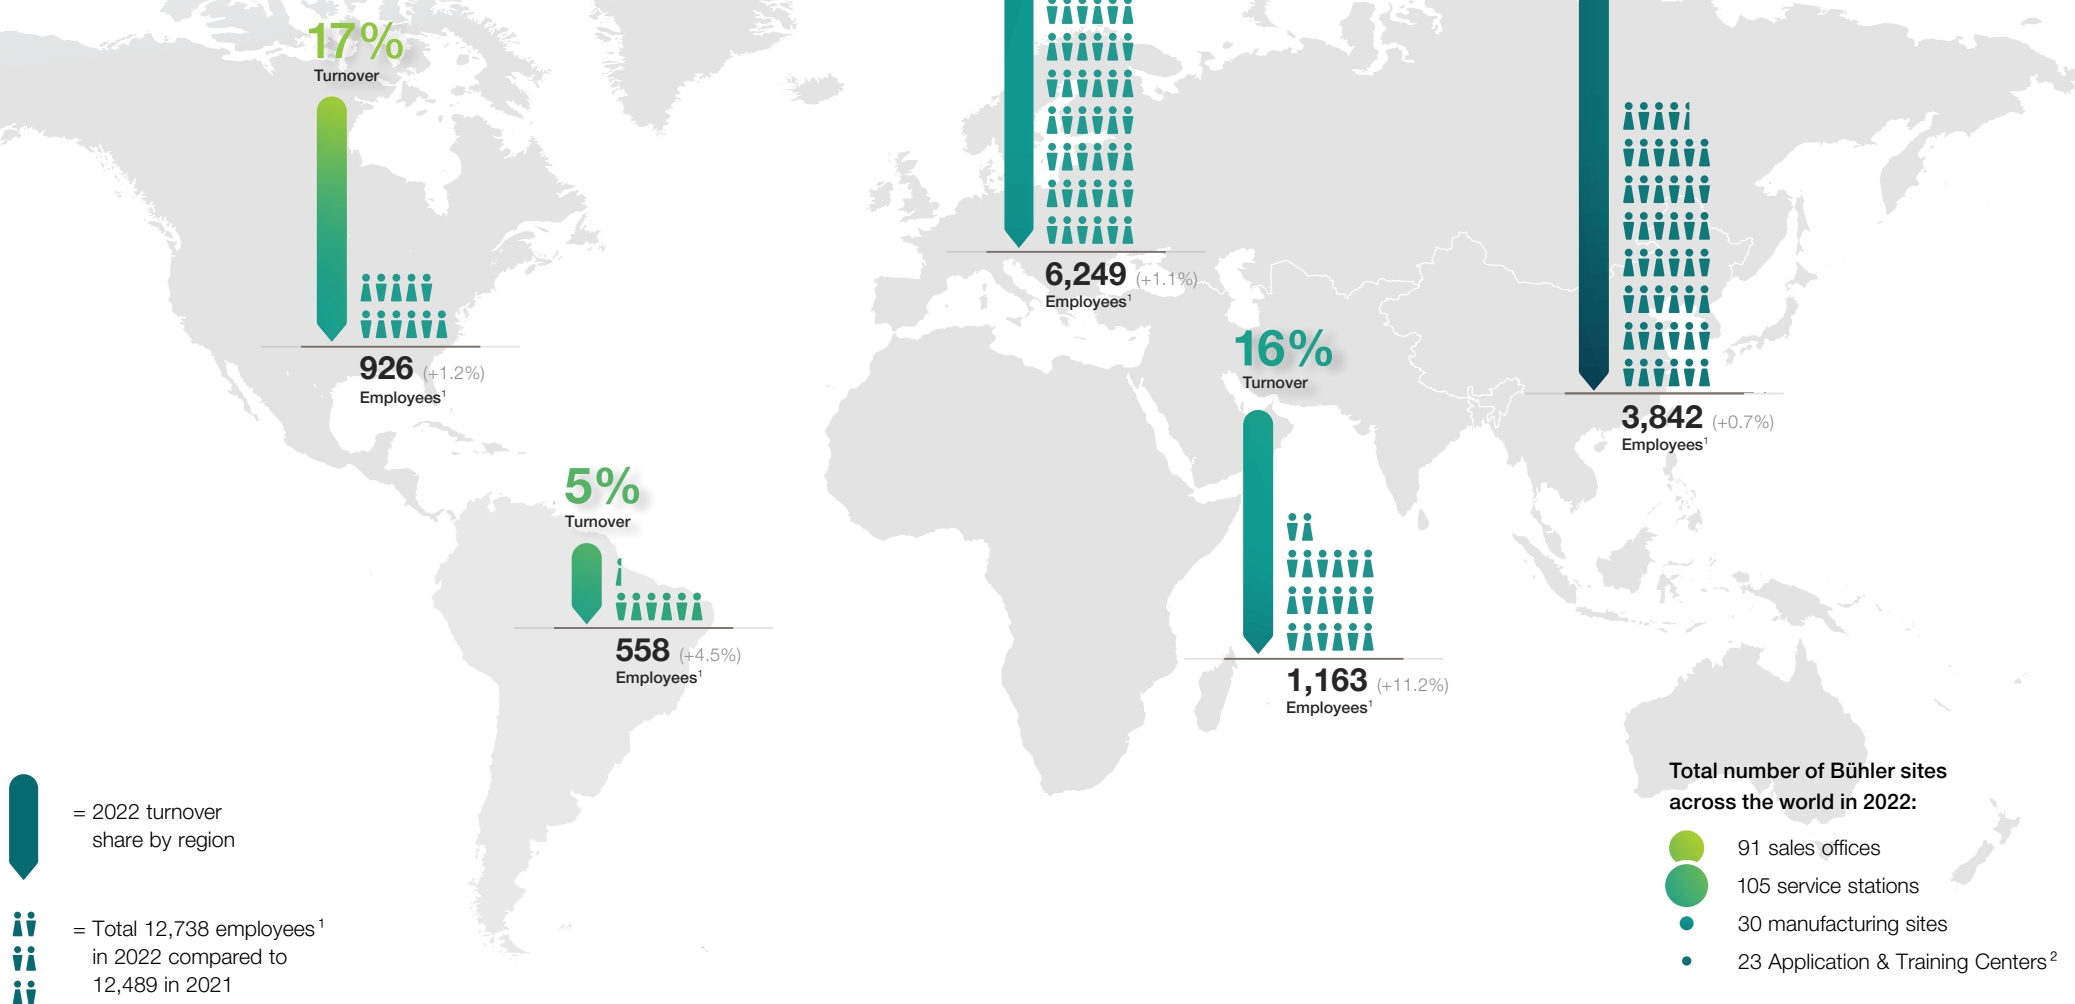 17%
Turnover
926 (+1.2%)
Employees1
5%
Turnover
558 (+4.5%)
Employees1
6,249 (+1.1%)
Employees1
16%
Turnover
1,163 (+11.2%)
Employees1
3,842 (+0.7%)
Employees1
= 2022 turnover
share by region
= Total 12,738 employees1
in 2022 compared to
12,489 in 2021
Total number of Bühler sites
across the world in 2022:
91 sales offices
105 service stations
30 manufacturing sites
23 Application & Training Centers2